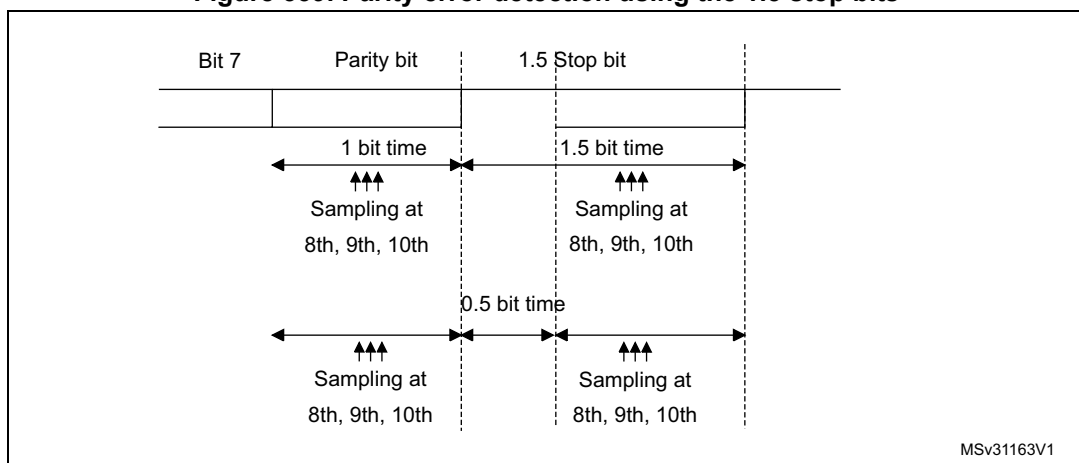 Bit 7 Parity bit 1.5 Stop bit
1 bit time 1.5 bit time
Sampling at Sampling at
8th, 9th, 10th 8th, 9th, 10th
0.5 bit time
Sampling at Sampling at
8th, 9th, 10th 8th, 9th, 10th
MSv31163V1